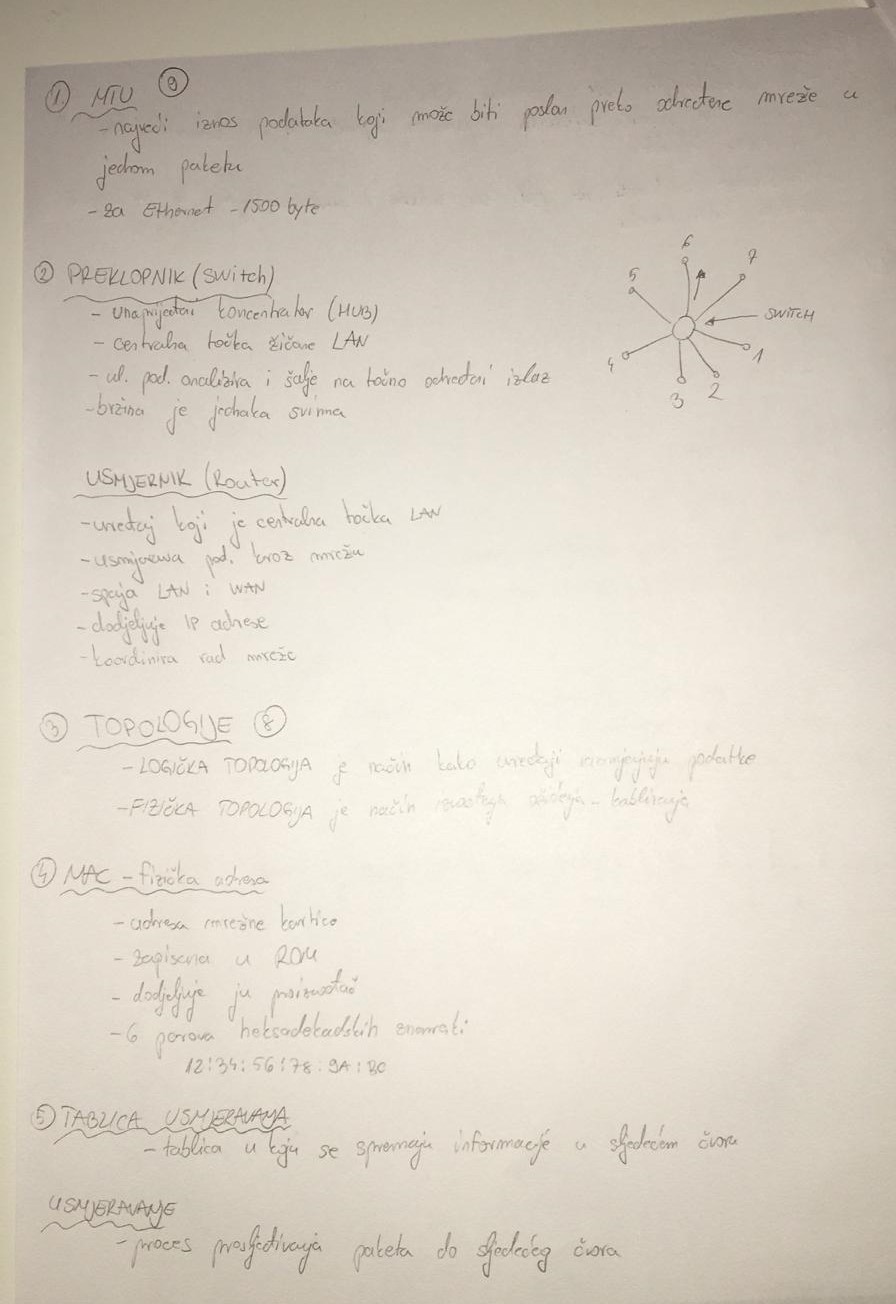 ① MTU ⑨
- najveći iznos podataka koji može biti poslan preko određene mreže u
jednom paketu
- za Ethernet - 1500 byte
② PREKLOPNIK (Switch)
- unaprijeđeni koncentrator (HUB)
- centralna točka žičane LAN
- ul. pod. analizira i šalje na točno određeni izlaz
- brzina je jednaka svima
6
7
5
SWITCH
4
1
3
2
USMJERNIK (Router)
- uređaj koji je centralna točka LAN
- usmjerava pod. kroz mrežu
- spaja LAN i WAN
- dodjeljuje IP adrese
- koordinira rad mreže
③ TOPOLOGIJE ⑧
- LOGIČKA TOPOLOGIJA je način kako uređaji razmjenjuju podatke
- FIZIČKA TOPOLOGIJA je način kabliranja
④ MAC - fizička adresa
- adresa mrežne kartice
- zapisana u ROM
- dodjeljuje ju proizvođač
- 6 parova heksadekadskih znamenki
12:34:56:78:9A:BC
⑤ TABLICA USMJERAVANJA
- tablica u koju se spremaju informacije u sljedećem čvoru
USMJERAVANJE
- proces prosljeđivanja paketa do sljedećeg čvora